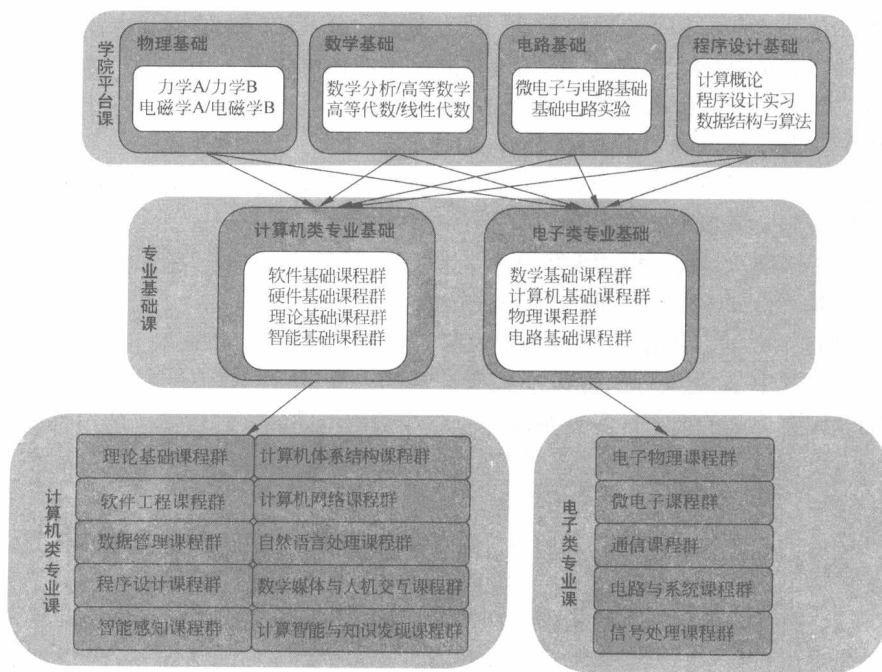 学院平台课
物理基础
力学A/力学B
电磁学A/电磁学B
数学基础
数学分析/高等数学
高等代数/线性代数
电路基础
微电子与电路基础
基础电路实验
程序设计基础
计算概论
程序设计实习
数据结构与算法
专业基础课
计算机类专业基础
软件基础课程群
硬件基础课程群
理论基础课程群
智能基础课程群
电子类专业基础
数学基础课程群
计算机基础课程群
物理课程群
电路基础课程群
计算机类专业课
理论基础课程群
计算机体系结构课程群
软件工程课程群
计算机网络课程群
数据管理课程群
自然语言处理课程群
程序设计课程群
数学媒体与人机交互课程群
智能感知课程群
计算智能与知识发现课程群
电子类专业课
电子物理课程群
微电子课程群
通信课程群
电路与系统课程群
信号处理课程群